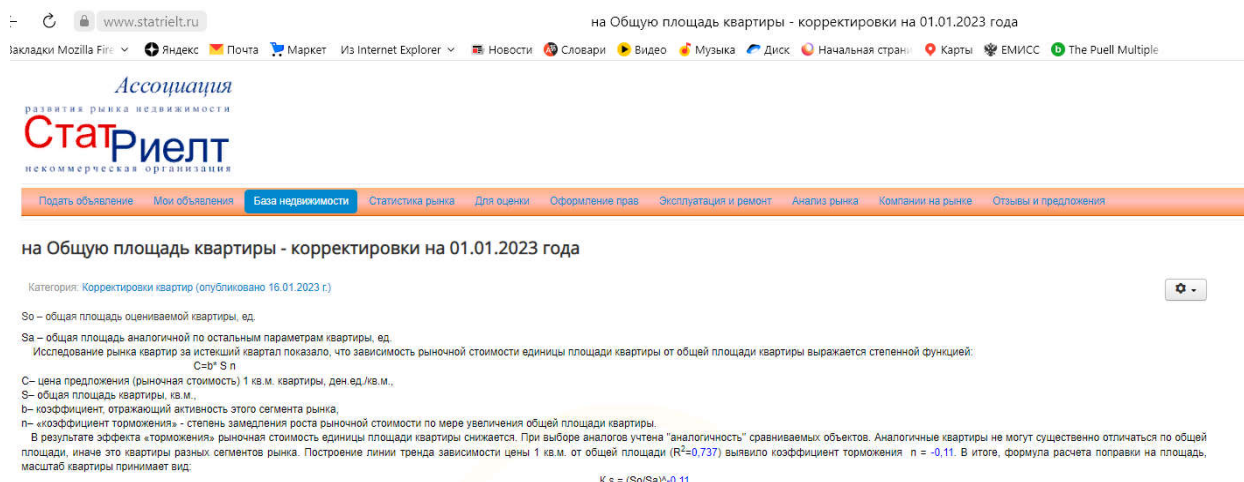 www.statrielt.ru
на Общую площадь квартиры - корректировки на 01.01.2023 года
Закладки Mozilla Fire
Яндекс
Почта
Маркет
Из Internet Explorer
Новости
Словари
Видео
Музыка
Диск
Начальная страни
Карты
ЕМИСС
The Puell Multiple
Ассоциация
развития рынка недвижимости
СтатРиелт
некоммерческая организация
Подать объявление
Мои объявления
База недвижимости
Статистика рынка
Для оценки
Оформление прав
Эксплуатация и ремонт
Анализ рынка
Компании на рынке
Отзывы и предложения
на Общую площадь квартиры - корректировки на 01.01.2023 года
Категория: Корректировки квартир (опубликовано 16.01.2023 г.)
So – общая площадь оцениваемой квартиры, ед.
Sa – общая площадь аналогичной по остальным параметрам квартиры, ед.
Исследование рынка квартир за истекший квартал показало, что зависимость рыночной стоимости единицы площади квартиры от общей площади квартиры выражается степенной функцией:
C=b* S n
С– цена предложения (рыночная стоимость) 1 кв.м. квартиры, ден.ед./кв.м.,
S– общая площадь квартиры, кв.м.,
b– коэффициент, отражающий активность этого сегмента рынка,
n– «коэффициент торможения» - степень замедления роста рыночной стоимости по мере увеличения общей площади квартиры.
В результате эффекта «торможения» рыночная стоимость единицы площади квартиры снижается. При выборе аналогов учтена "аналогичность" сравниваемых объектов. Аналогичные квартиры не могут существенно отличаться по общей
площади, иначе это квартиры разных сегментов рынка. Построение линии тренда зависимости цены 1 кв.м. от общей площади (R²=0,737) выявило коэффициент торможения n = -0,11. В итоге, формула расчета поправки на площадь,
масштаб квартиры принимает вид:
K s = (So/Sa)^-0,11